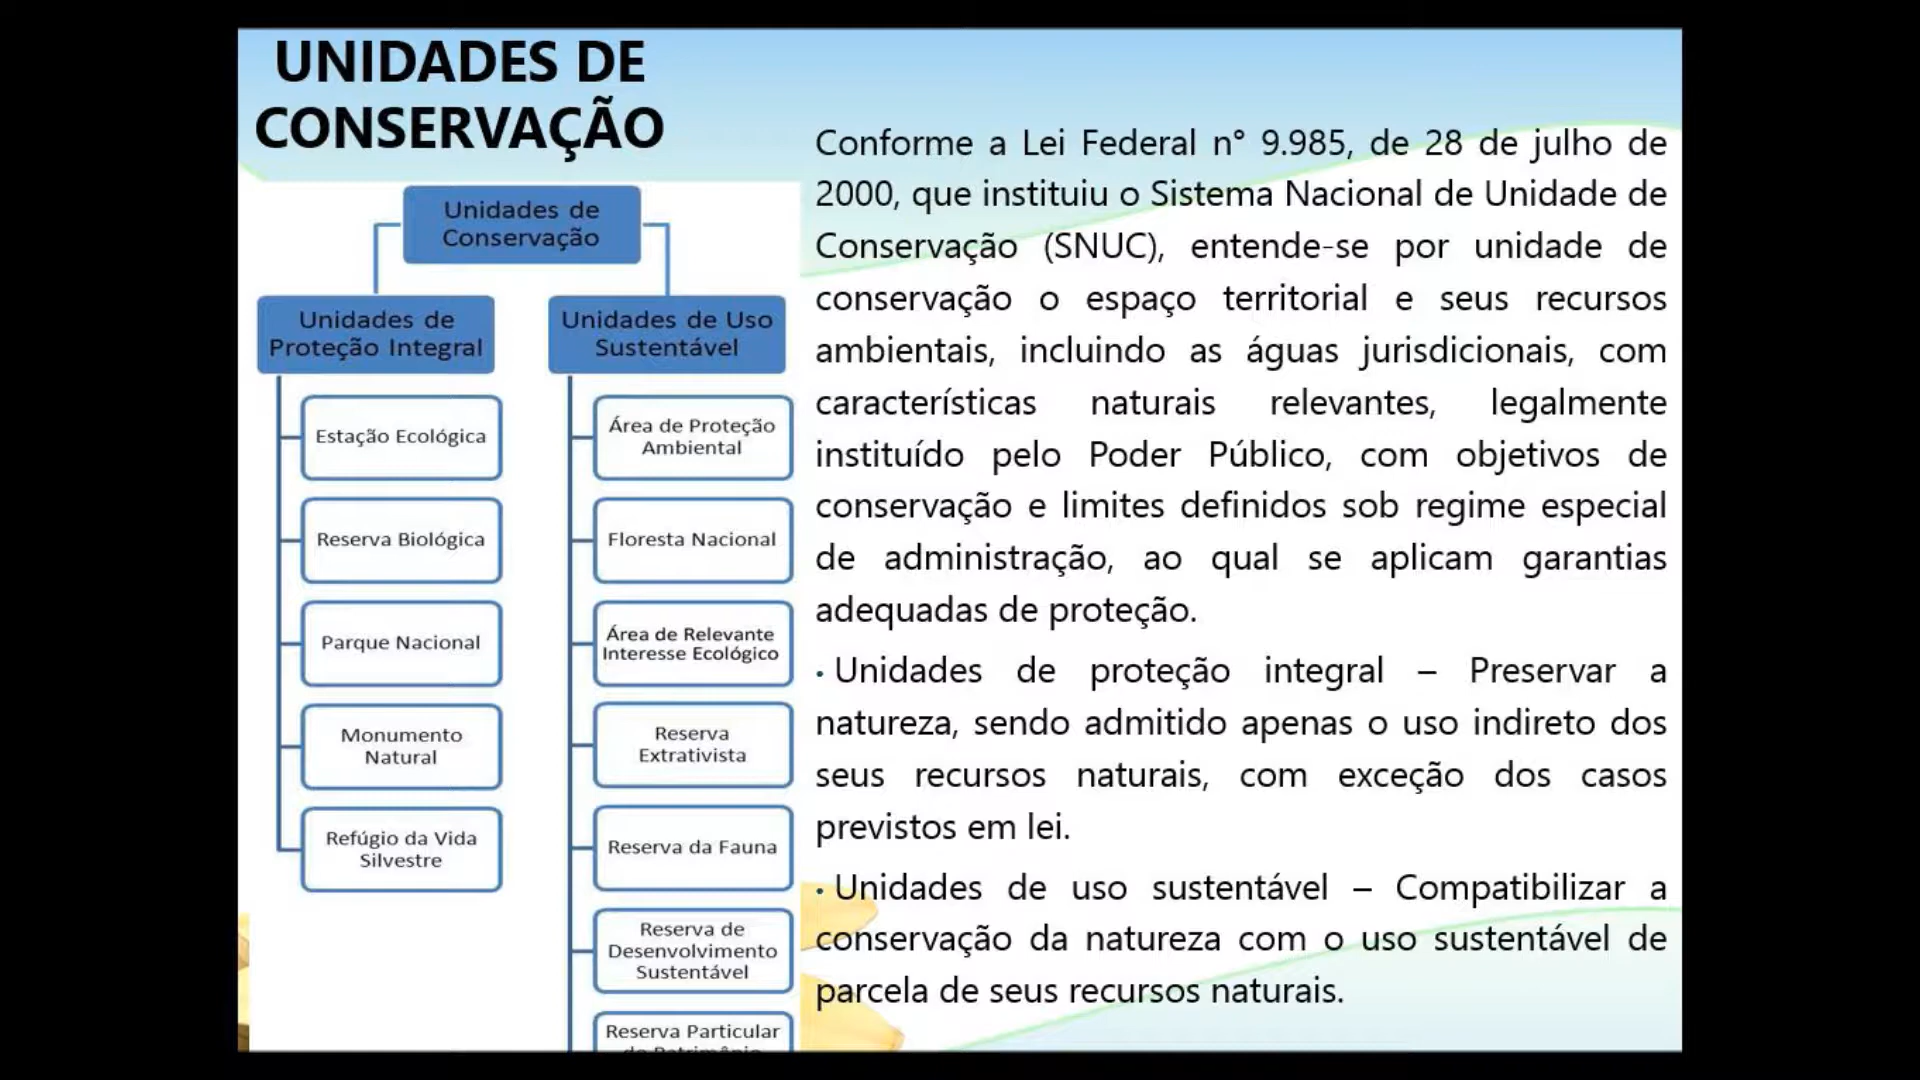 UNIDADES DE
CONSERVAÇÃO
Unidades de
Conservação
Unidades de
Proteção Integral
Estação Ecológica
Reserva Biológica
Parque Nacional
Monumento
Natural
Refúgio da Vida
Silvestre
Unidades de Uso
Sustentável
Área de Proteção
Ambiental
Floresta Nacional
Área de Relevante
Interesse Ecológico
Reserva
Extrativista
Reserva da Fauna
Reserva de
Desenvolvimento
Sustentável
Reserva Particular
Conforme a Lei Federal n° 9.985, de 28 de julho de
2000, que instituiu o Sistema Nacional de Unidade de
Conservação (SNUC), entende-se por unidade de
conservação o espaço territorial e seus recursos
ambientais, incluindo as águas jurisdicionais, com
características naturais relevantes, legalmente
instituído pelo Poder Público, com objetivos de
conservação e limites definidos sob regime especial
de administração, ao qual se aplicam garantias
adequadas de proteção.
• Unidades de proteção integral – Preservar a
natureza, sendo admitido apenas o uso indireto dos
seus recursos naturais, com exceção dos casos
previstos em lei.
• Unidades de uso sustentável – Compatibilizar a
conservação da natureza com o uso sustentável de
parcela de seus recursos naturais.